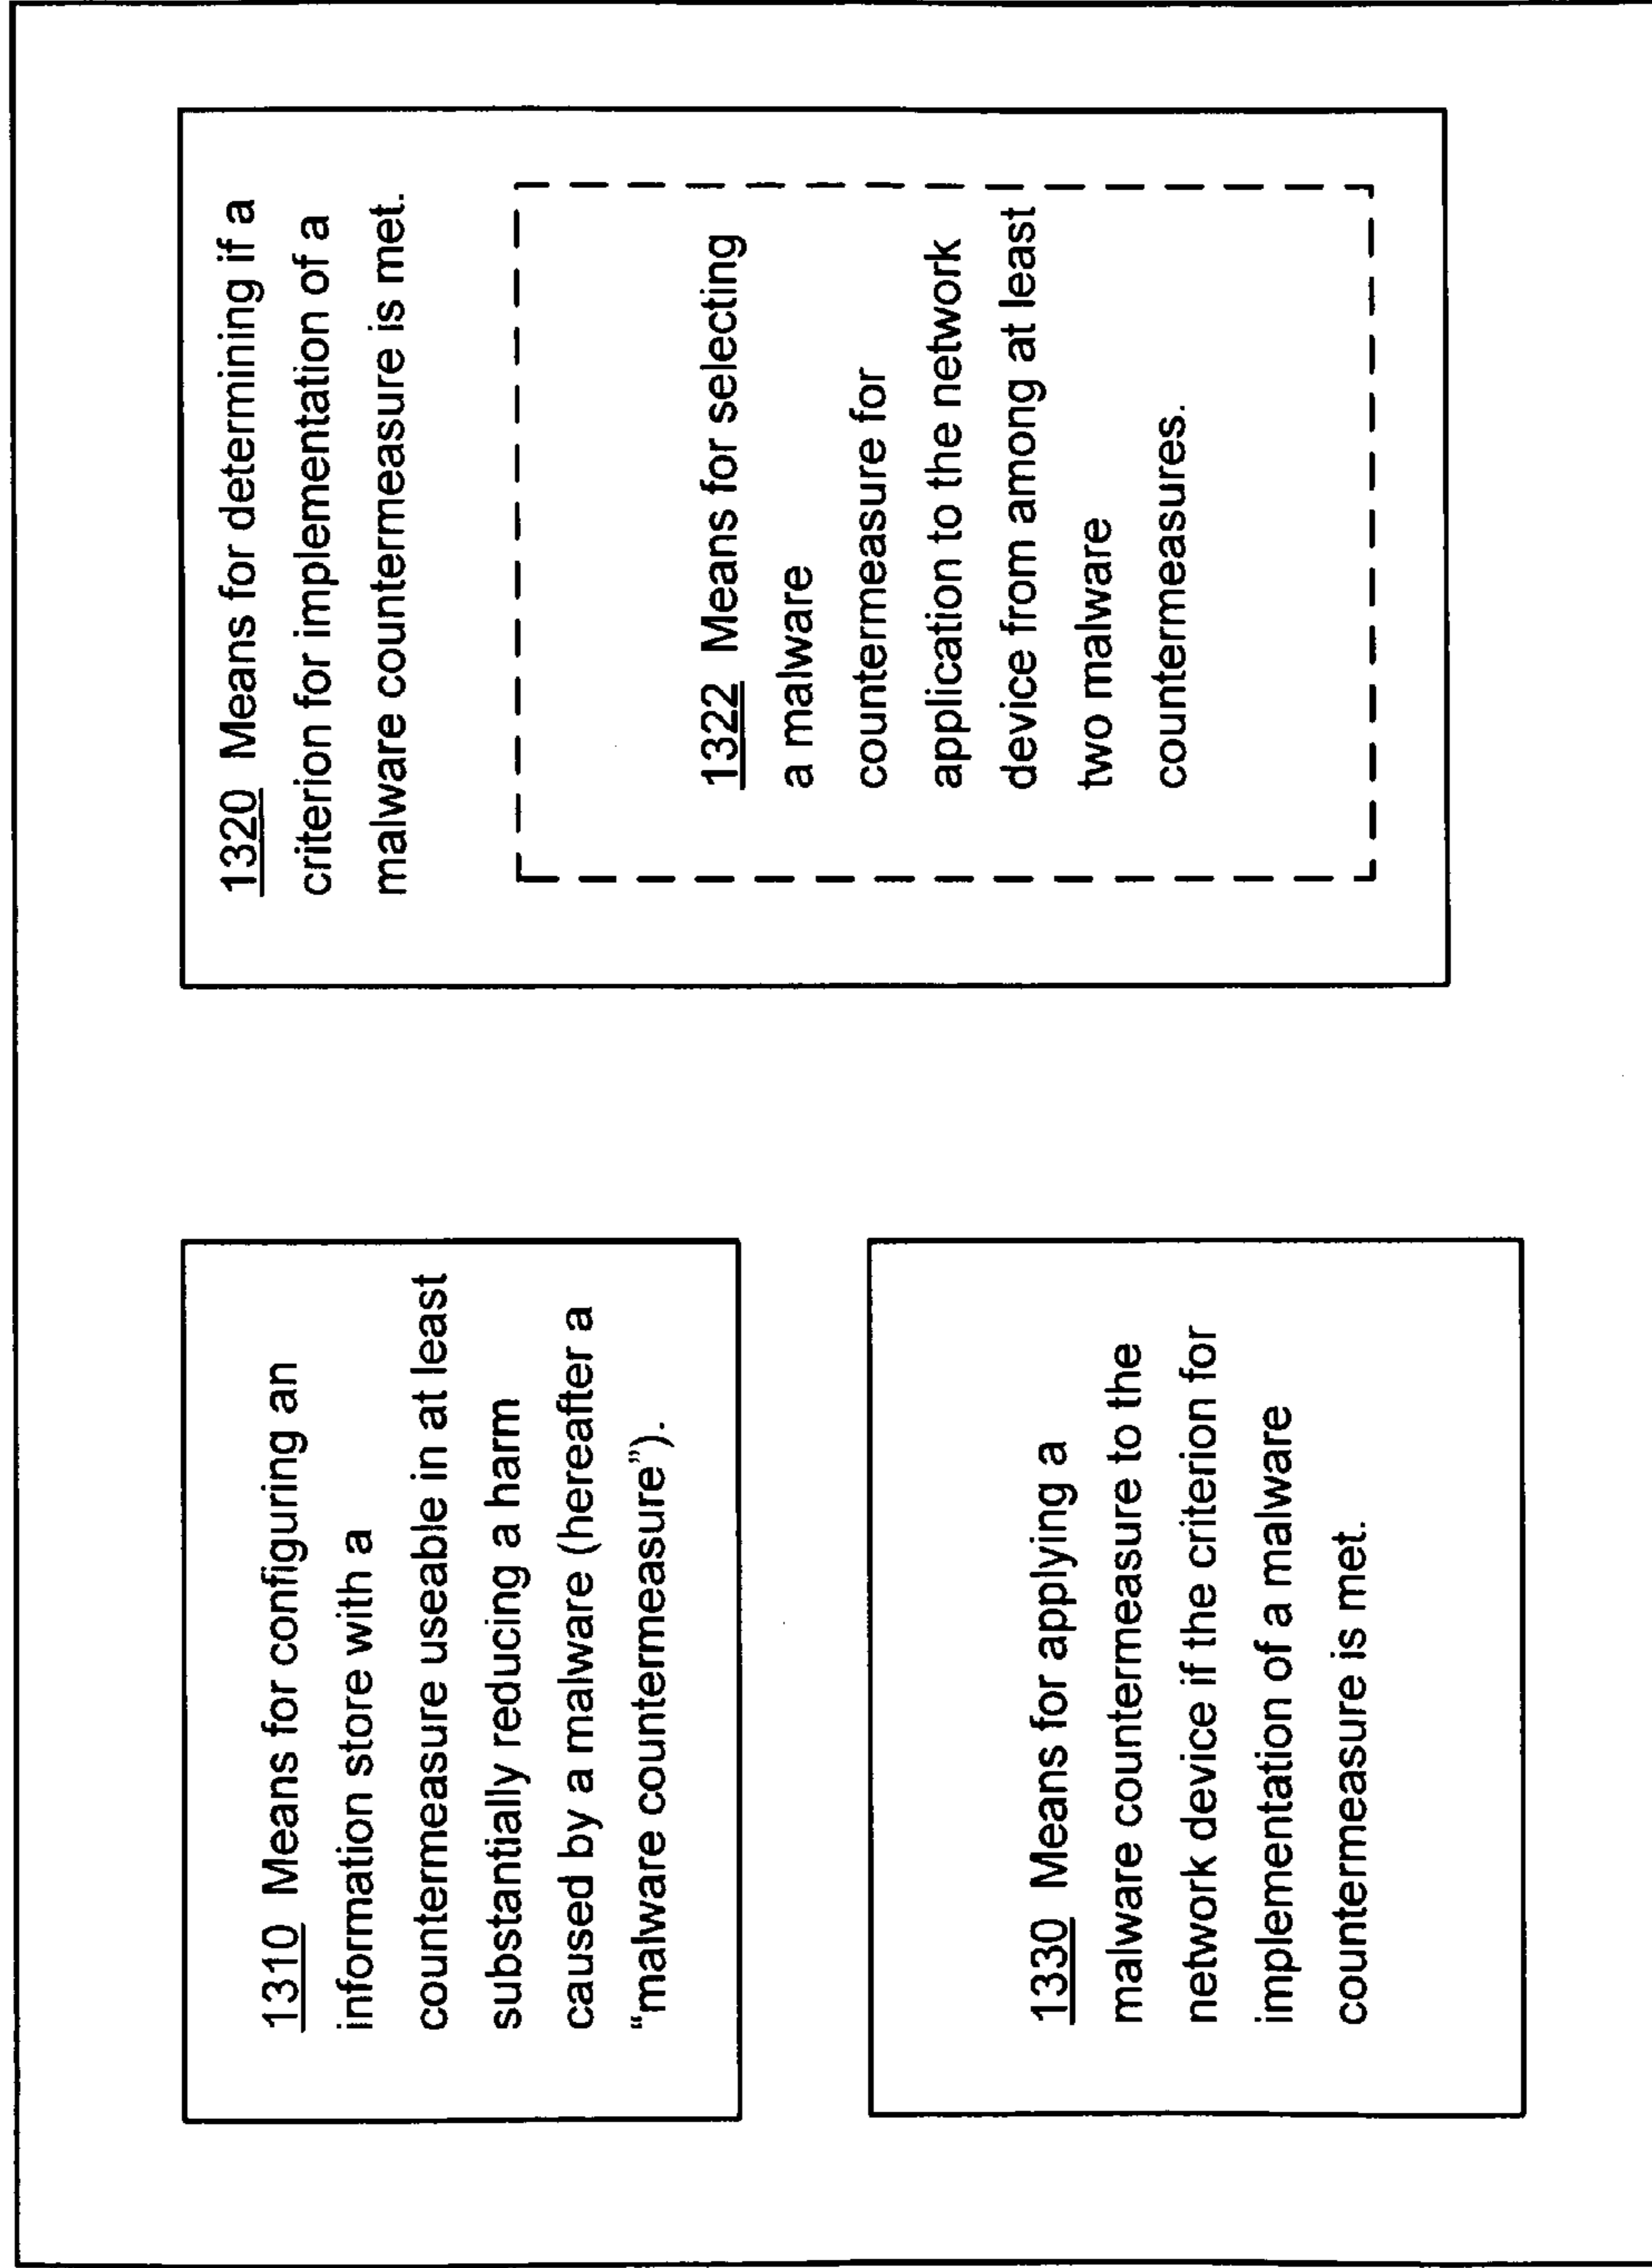 1310 Means for configuring an
information store with a
countermeasure useable in at least
substantially reducing a harm
caused by a malware (hereafter a
“malware countermeasure”).
1320 Means for determining if a
criterion for implementation of a
malware countermeasure is met.
1322 Means for selecting
a malware
countermeasure for
application to the network
device from among at least
two malware
countermeasures.
1330 Means for applying a
malware countermeasure to the
network device if the criterion for
implementation of a malware
countermeasure is met.